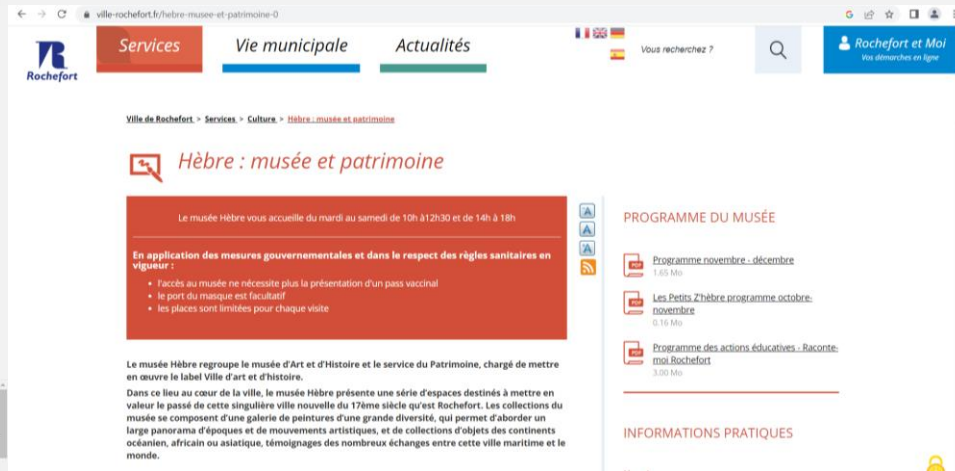 ville-rochefort.fr/hebre-musee-et-patrimoine-0
Rochefort
Services
Vie municipale
Actualités
Vous recherchez ?
Rochefort et Moi
Vos démarches en ligne
Ville de Rochefort > Services > Culture > Hèbre : musée et patrimoine
Hèbre : musée et patrimoine
Le musée Hèbre vous accueille du mardi au samedi de 10h à12h30 et de 14h à 18h
En application des mesures gouvernementales et dans le respect des règles sanitaires en
vigueur :
• l'accès au musée ne nécessite plus la présentation d'un pass vaccinal
• le port du masque est facultatif
• les places sont limitées pour chaque visite
Le musée Hèbre regroupe le musée d'Art et d'Histoire et le service du Patrimoine, chargé de mettre
en œuvre le label Ville d'art et d'histoire.
Dans ce lieu au cœur de la ville, le musée Hèbre présente une série d'espaces destinés à mettre en
valeur le passé de cette singulière ville nouvelle du 17ème siècle qu'est Rochefort. Les collections du
musée se composent d'une galerie de peintures d'une grande diversité, qui permet d'aborder un
large panorama d'époques et de mouvements artistiques, et de collections d'objets des continents
océanien, africain ou asiatique, témoignages des nombreux échanges entre cette ville maritime et le
monde.
A
A
A
PROGRAMME DU MUSÉE
PDF
Programme novembre - décembre
1.65 Mo
PDF
Les Petits Z'hèbre programme octobre-
novembre
0.16 Mo
PDF
Programme des actions éducatives - Raconte-
moi Rochefort
3.00 Mo
INFORMATIONS PRATIQUES